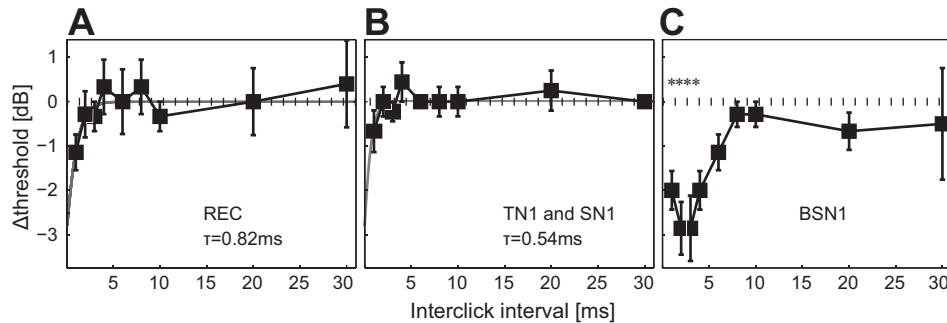 A B C
Δthreshold [dB]
1
0
−1
−2
−3
****
REC
τ=0.82ms
TN1 and SN1
τ=0.54ms
BSN1
5 10 15 20 25 30 5 10 15 20 25 30 5 10 15 20 25 30
Interclick interval [ms]